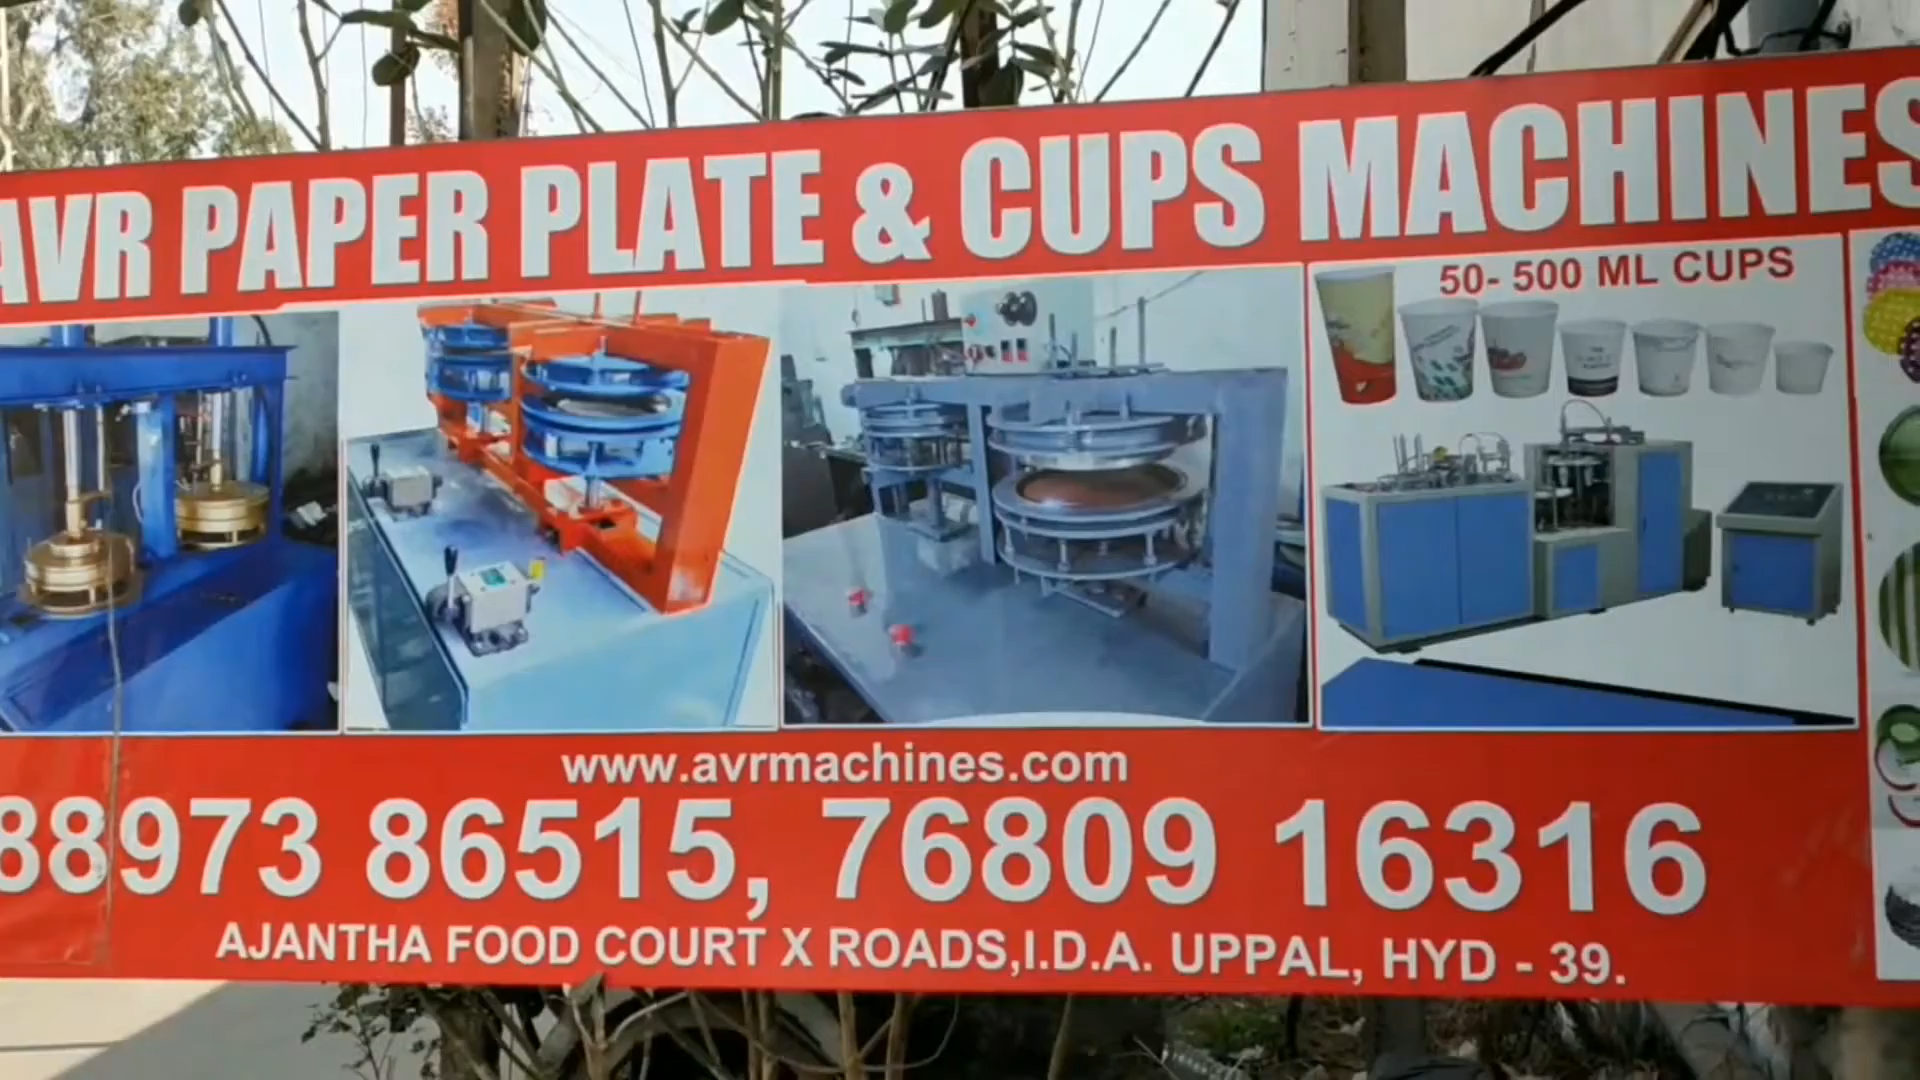 AVR PAPER PLATE & CUPS MACHINES
50- 500 ML CUPS
www.avrmachines.com
88973 86515, 76809 16316
AJANTHA FOOD COURT X ROADS,I.D.A. UPPAL, HYD - 39.